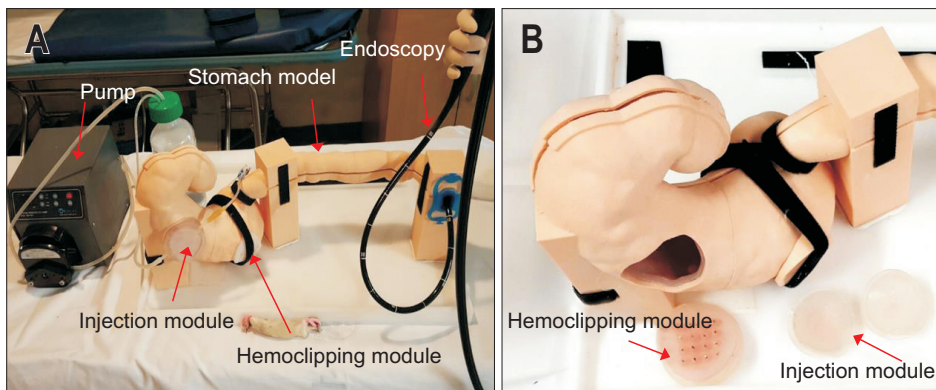 A
Pump
Stomach model
Endoscopy
Injection module
Hemoclipping module
B
Hemoclipping module
Injection module